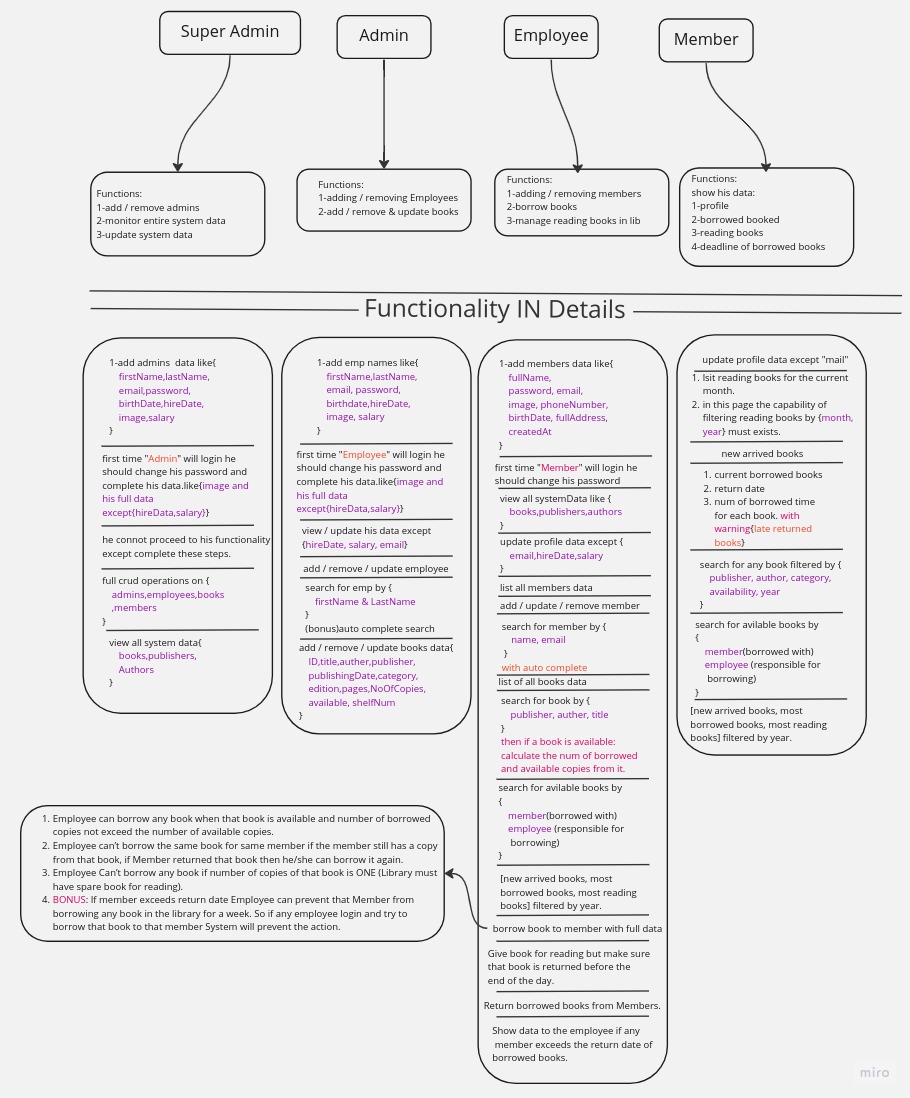 Super Admin
Admin
Employee
Member
Functions:
1-add / remove admins
2-monitor entire system data
3-update system data
Functions:
1-adding / removing Employees
2-add / remove & update books
Functions:
1-adding / removing members
2-borrow books
3-manage reading books in lib
Functions:
show his data:
1-profile
2-borrowed booked
3-reading books
4-deadline of borrowed books
Functionality IN Details
1-add admins data like{
firstName,lastName,
email,password,
birthDate,hireDate,
image,salary
}
first time "Admin" will login he
should change his password and
complete his data.like{image and
his full data
except{hireDate,salary}}
he connot proceed to his functionality
except complete these steps.
full crud operations on {
admins,employees,books
,members
}
view all system data{
books,publishers,
Authors
}
1-add emp names like{
firstName,lastName,
email, password,
birthdate,hireDate,
image, salary
}
first time "Employee" will login he
should change his password and
complete his data.like{image and
his full data
except{hireDate,salary}}
view / update his data except
{hireDate, salary, email}
add / remove / update employee
search for emp by {
firstName & LastName
}
(bonus)auto complete search
add / remove / update books data{
ID,title,auther,publisher,
publishingDate,category,
edition,pages,NoOfCopies,
available, shelfNum
}
1-add members data like{
fullName,
password, email,
image, phoneNumber,
birthDate, fullAddress,
createdAt
}
first time "Member" will login he
should change his password
view all systemData like {
books,publishers,authors
}
update profile data except {
email,hireDate,salary
}
list all members data
add / update / remove member
search for member by {
name, email
}
with auto complete
list of all books data
search for book by {
publisher, auther, title
}
then if a book is available:
calculate the num of borrowed
and available copies from it.
search for avilable books by
{
member(borrowed with)
employee (responsible for
borrowing)
}
[new arrived books, most
borrowed books, most reading
books] filtered by year.
borrow book to member with full data
Give book for reading but make sure
that book is returned before the
end of the day.
Return borrowed books from Members.
Show data to the employee if any
member exceeds the return date of
borrowed books.
update profile data except "mail"
1. lsit reading books for the current
month.
2. in this page the capability of
filtering reading books by {month,
year} must exists.
new arrived books
1. current borrowed books
2. return date
3. num of borrowed time
for each book. with
warning{late returned
books}
search for any book filtered by {
publisher, author, category,
availability, year
}
search for avilable books by
{
member(borrowed with)
employee (responsible for
borrowing)
}
[new arrived books, most
borrowed books, most reading
books] filtered by year.
1. Employee can borrow any book when that book is available and number of borrowed
copies not exceed the number of available copies.
2. Employee can't borrow the same book for same member if the member still has a copy
from that book, if Member returned that book then he/she can borrow it again.
3. Employee Can't borrow any book if number of copies of that book is ONE (Library must
have spare book for reading).
4. BONUS: If member exceeds return date Employee can prevent that Member from
borrowing any book in the library for a week. So if any employee login and try to
borrow that book to that member System will prevent the action.
miro